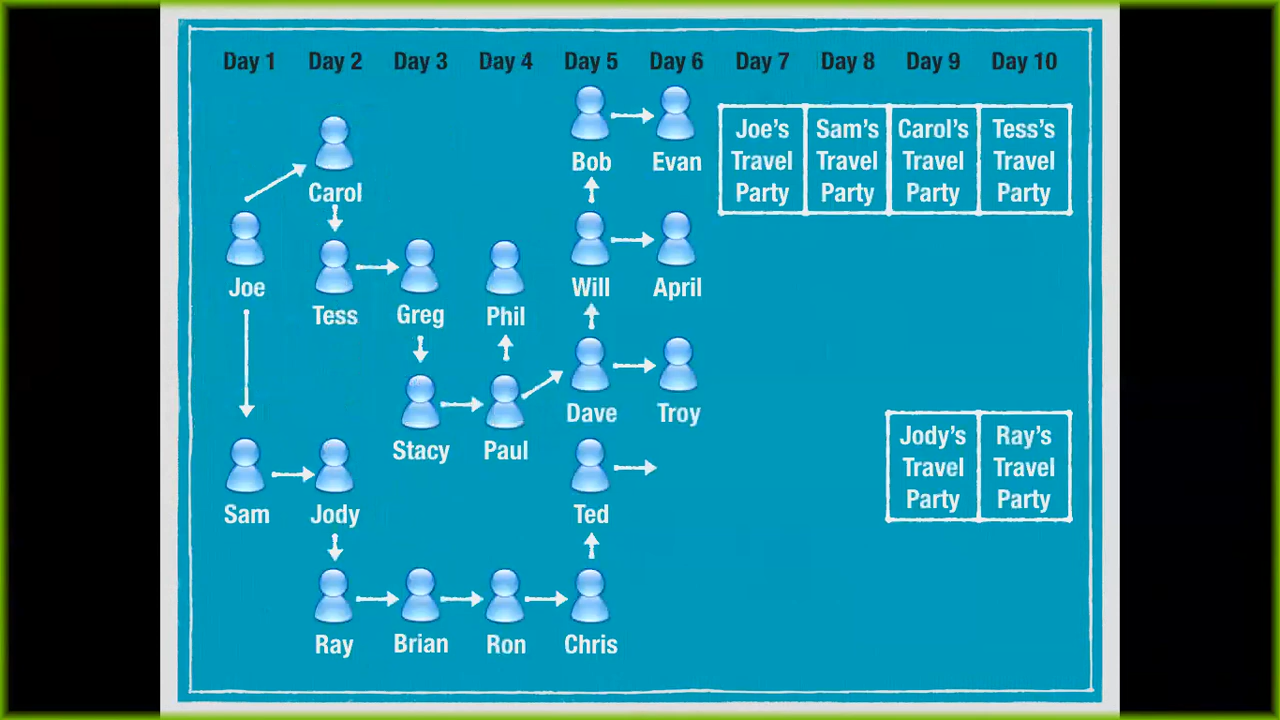 Day 1 Day 2 Day 3 Day 4 Day 5 Day 6 Day 7 Day 8 Day 9 Day 10
Joe's Sam's Carol's Tess's
Travel Travel Travel Travel
Party Party Party Party
Bob Evan
Carol
Joe Will April
Tess Greg Phil
Dave Troy
Stacy Paul
Jody's Ray's
Travel Travel
Party Party
Sam Jody Ted
Ray Brian Ron Chris